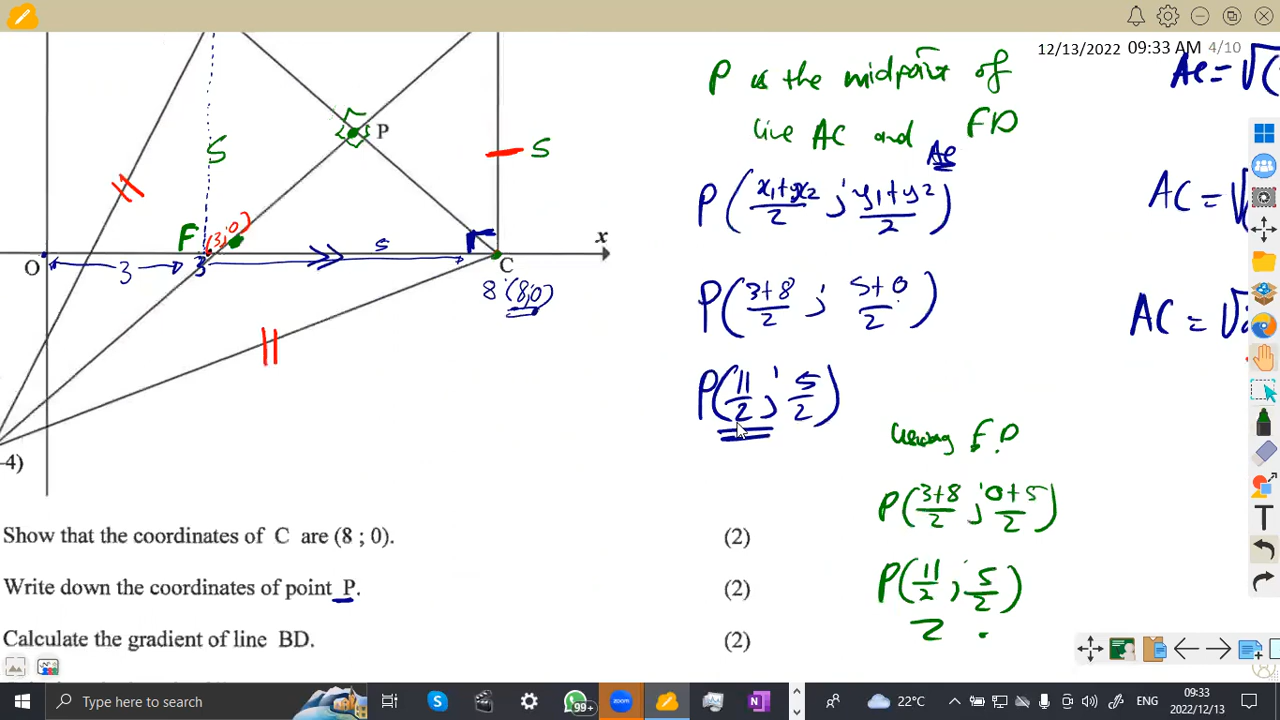 12/13/2022 09:33 AM 4/10
P is the midpoint of
line AC and FD
AC
P(x₁+x₂/2 ; y₁+y₂/2)
P(3+8/2 ; 5+0/2)
P(11/2 ; 5/2)
using FD
P(3+8/2 ; 0+5/2)
P(11/2 ; 5/2)
AC = √(
AC = √
AC = √
P
5
5
F (3;0)
x
O
3
3
5
C
8 (8;0)
-4)
Show that the coordinates of C are (8 ; 0). (2)
Write down the coordinates of point P. (2)
Calculate the gradient of line BD. (2)
T
Type here to search
99+
22°C
ENG
09:33
2022/12/13